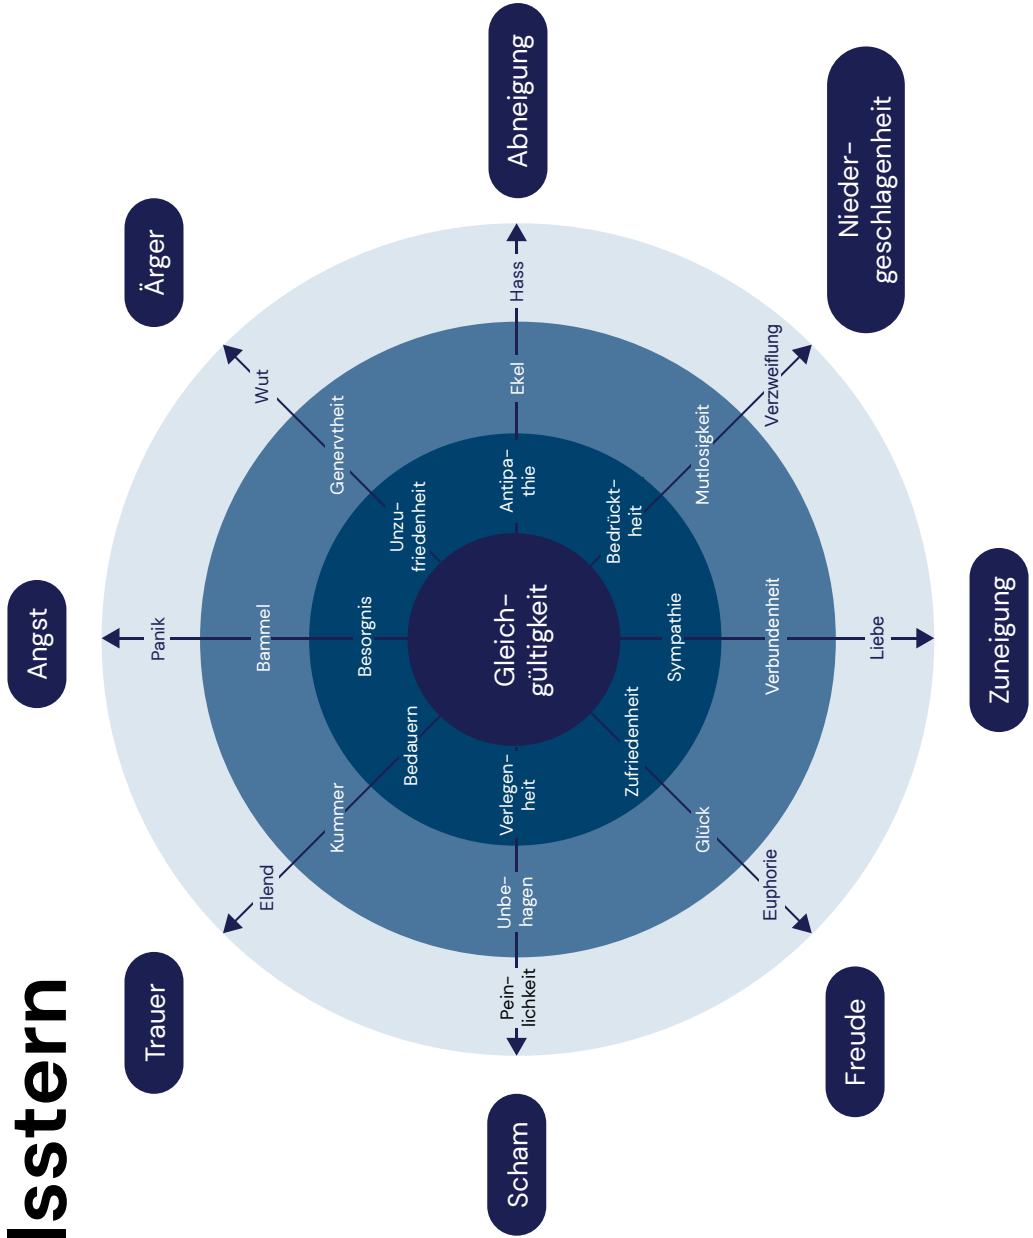 lsstern
Angst
Trauer
Ärger
Panik
Elend
Wut
Bammel
Kummer
Genervtheit
Besorgnis
Bedauern
Unzu-
friedenheit
Scham
Pein-
lichkeit
Unbe-
hagen
Verlegen-
heit
Gleich-
gültigkeit
Antipa-
thie
Ekel
Hass
Abneigung
Zufriedenheit
Bedrückt-
heit
Sympathie
Glück
Mutlosigkeit
Verbundenheit
Euphorie
Verzweiflung
Freude
Nieder-
geschlagenheit
Liebe
Zuneigung